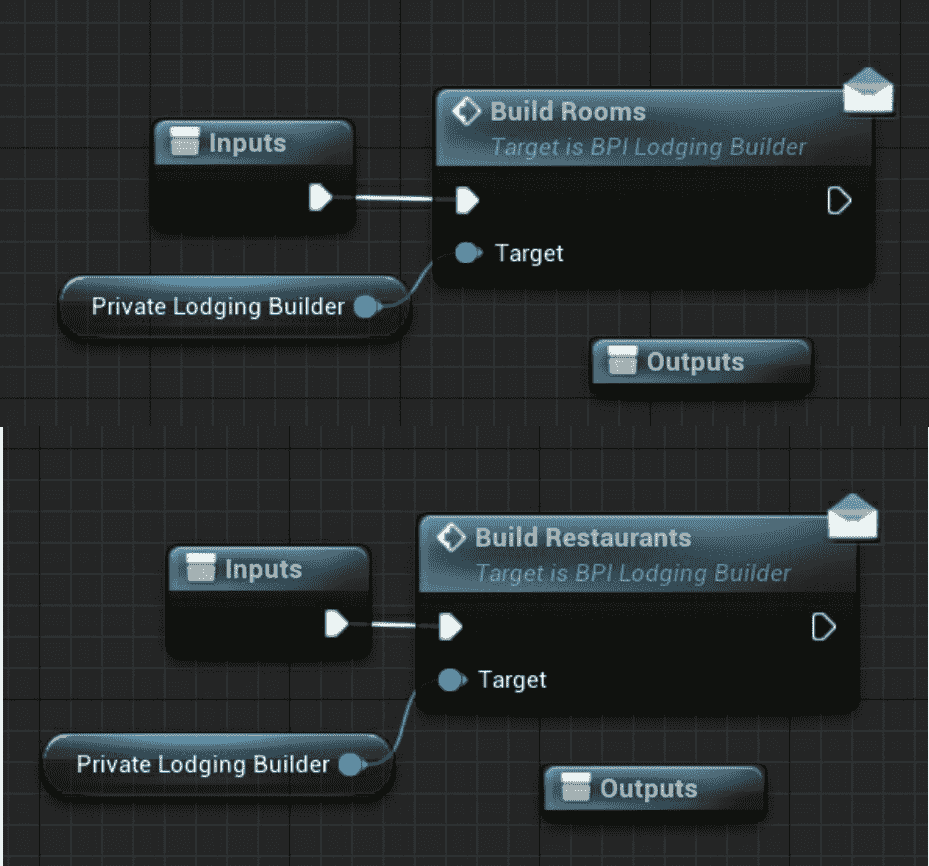 Build Rooms
Inputs
Target is BPI Lodging Builder
Target
Private Lodging Builder
Outputs
Build Restaurants
Inputs
Target is BPI Lodging Builder
Target
Private Lodging Builder
Outputs